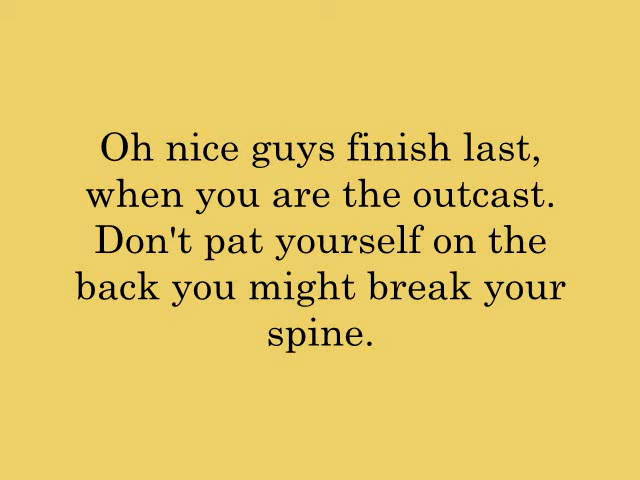 Oh nice guys finish last,
when you are the outcast.
Don't pat yourself on the
back you might break your
spine.